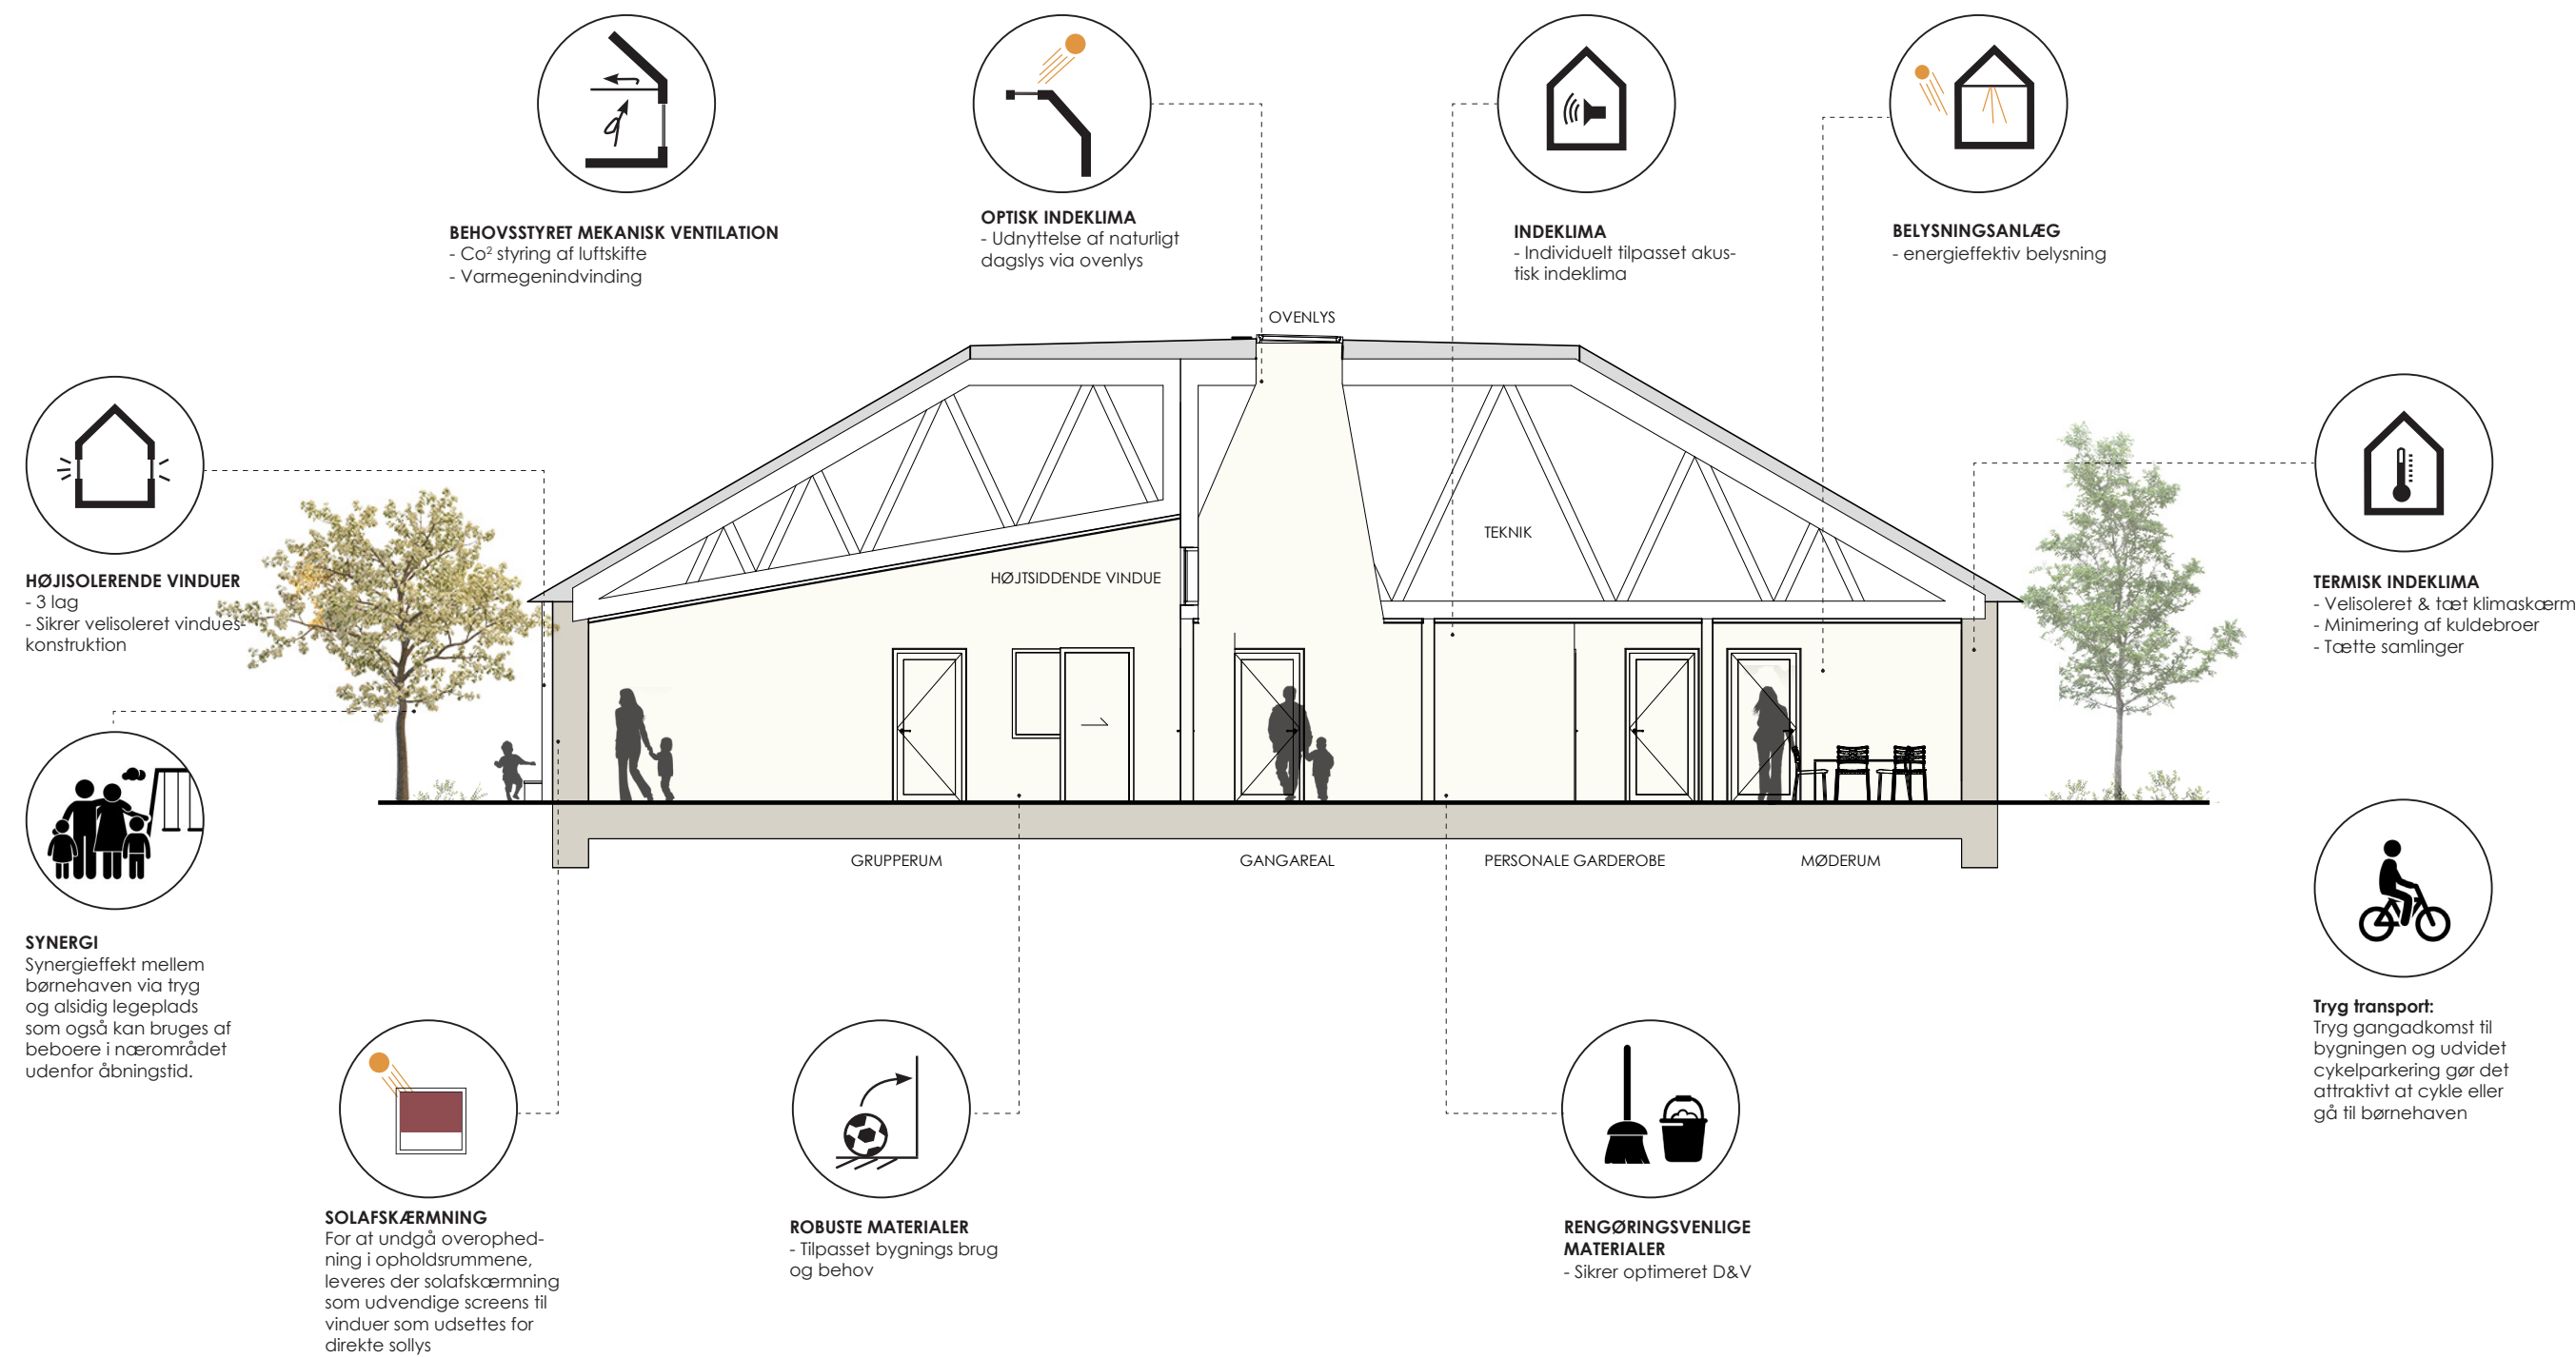 BEHOVSSTYRET MEKANISK VENTILATION
- Co² styring af luftskifte
- Varmegenindvinding
OPTISK INDEKLIMA
- Udnyttelse af naturligt
dagslys via ovenlys
INDEKLIMA
- Individuelt tilpasset akus-
tisk indeklima
BELYSNINGSANLÆG
- energieffektiv belysning
OVENLYS
HØJISOLERENDE VINDUER
- 3 lag
- Sikrer velisoleret vindues-
konstruktion
HØJTSIDDENDE VINDUE
TEKNIK
TERMISK INDEKLIMA
- Velisoleret & tæt klimaskærm
- Minimering af kuldebroer
- Tætte samlinger
GRUPPERUM
GANGAREAL
PERSONALE GARDEROBE
MØDERUM
SYNERGI
Synergieffekt mellem
børnehaven via tryg
og alsidig legeplads
som også kan bruges af
beboere i nærområdet
udenfor åbningstid.
Tryg transport:
Tryg gangadkomst til
bygningen og udvidet
cykelparkering gør det
attraktivt at cykle eller
gå til børnehaven
SOLAFSKÆRMNING
For at undgå overophed-
ning i opholdsrummene,
leveres der solafskærmning
som udvendige screens til
vinduer som udsettes for
direkte sollys
ROBUSTE MATERIALER
- Tilpasset bygnings brug
og behov
RENGØRINGSVENLIGE
MATERIALER
- Sikrer optimeret D&V